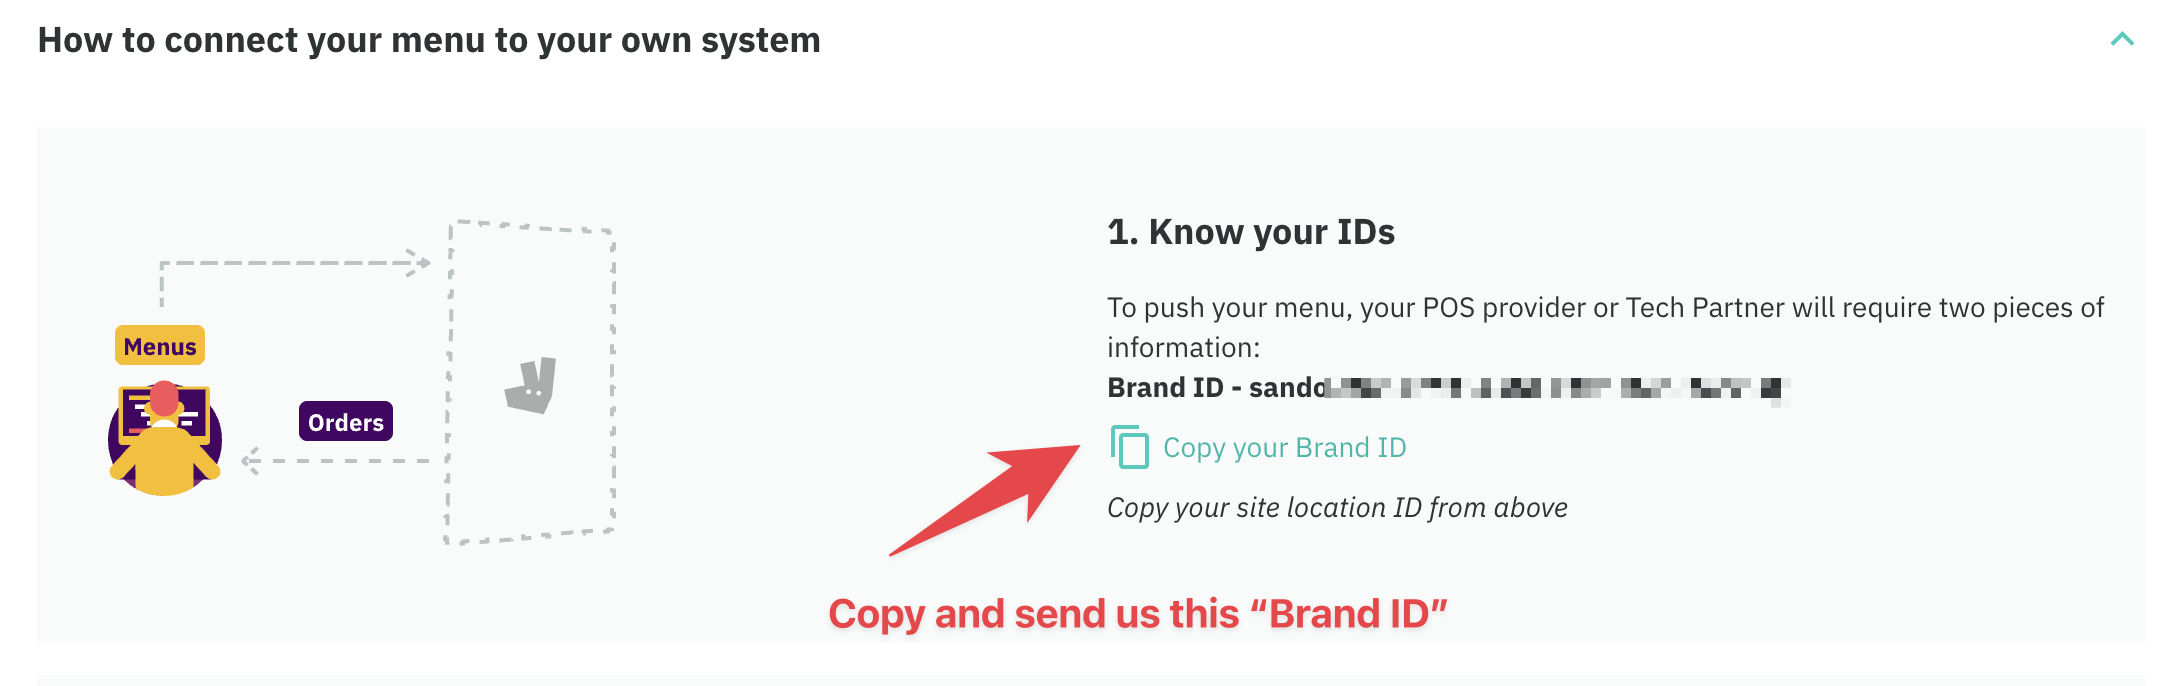 How to connect your menu to your own system
Menus
Orders
1. Know your IDs
To push your menu, your POS provider or Tech Partner will require two pieces of
information:
Brand ID - sando
Copy your Brand ID
Copy your site location ID from above
Copy and send us this “Brand ID”